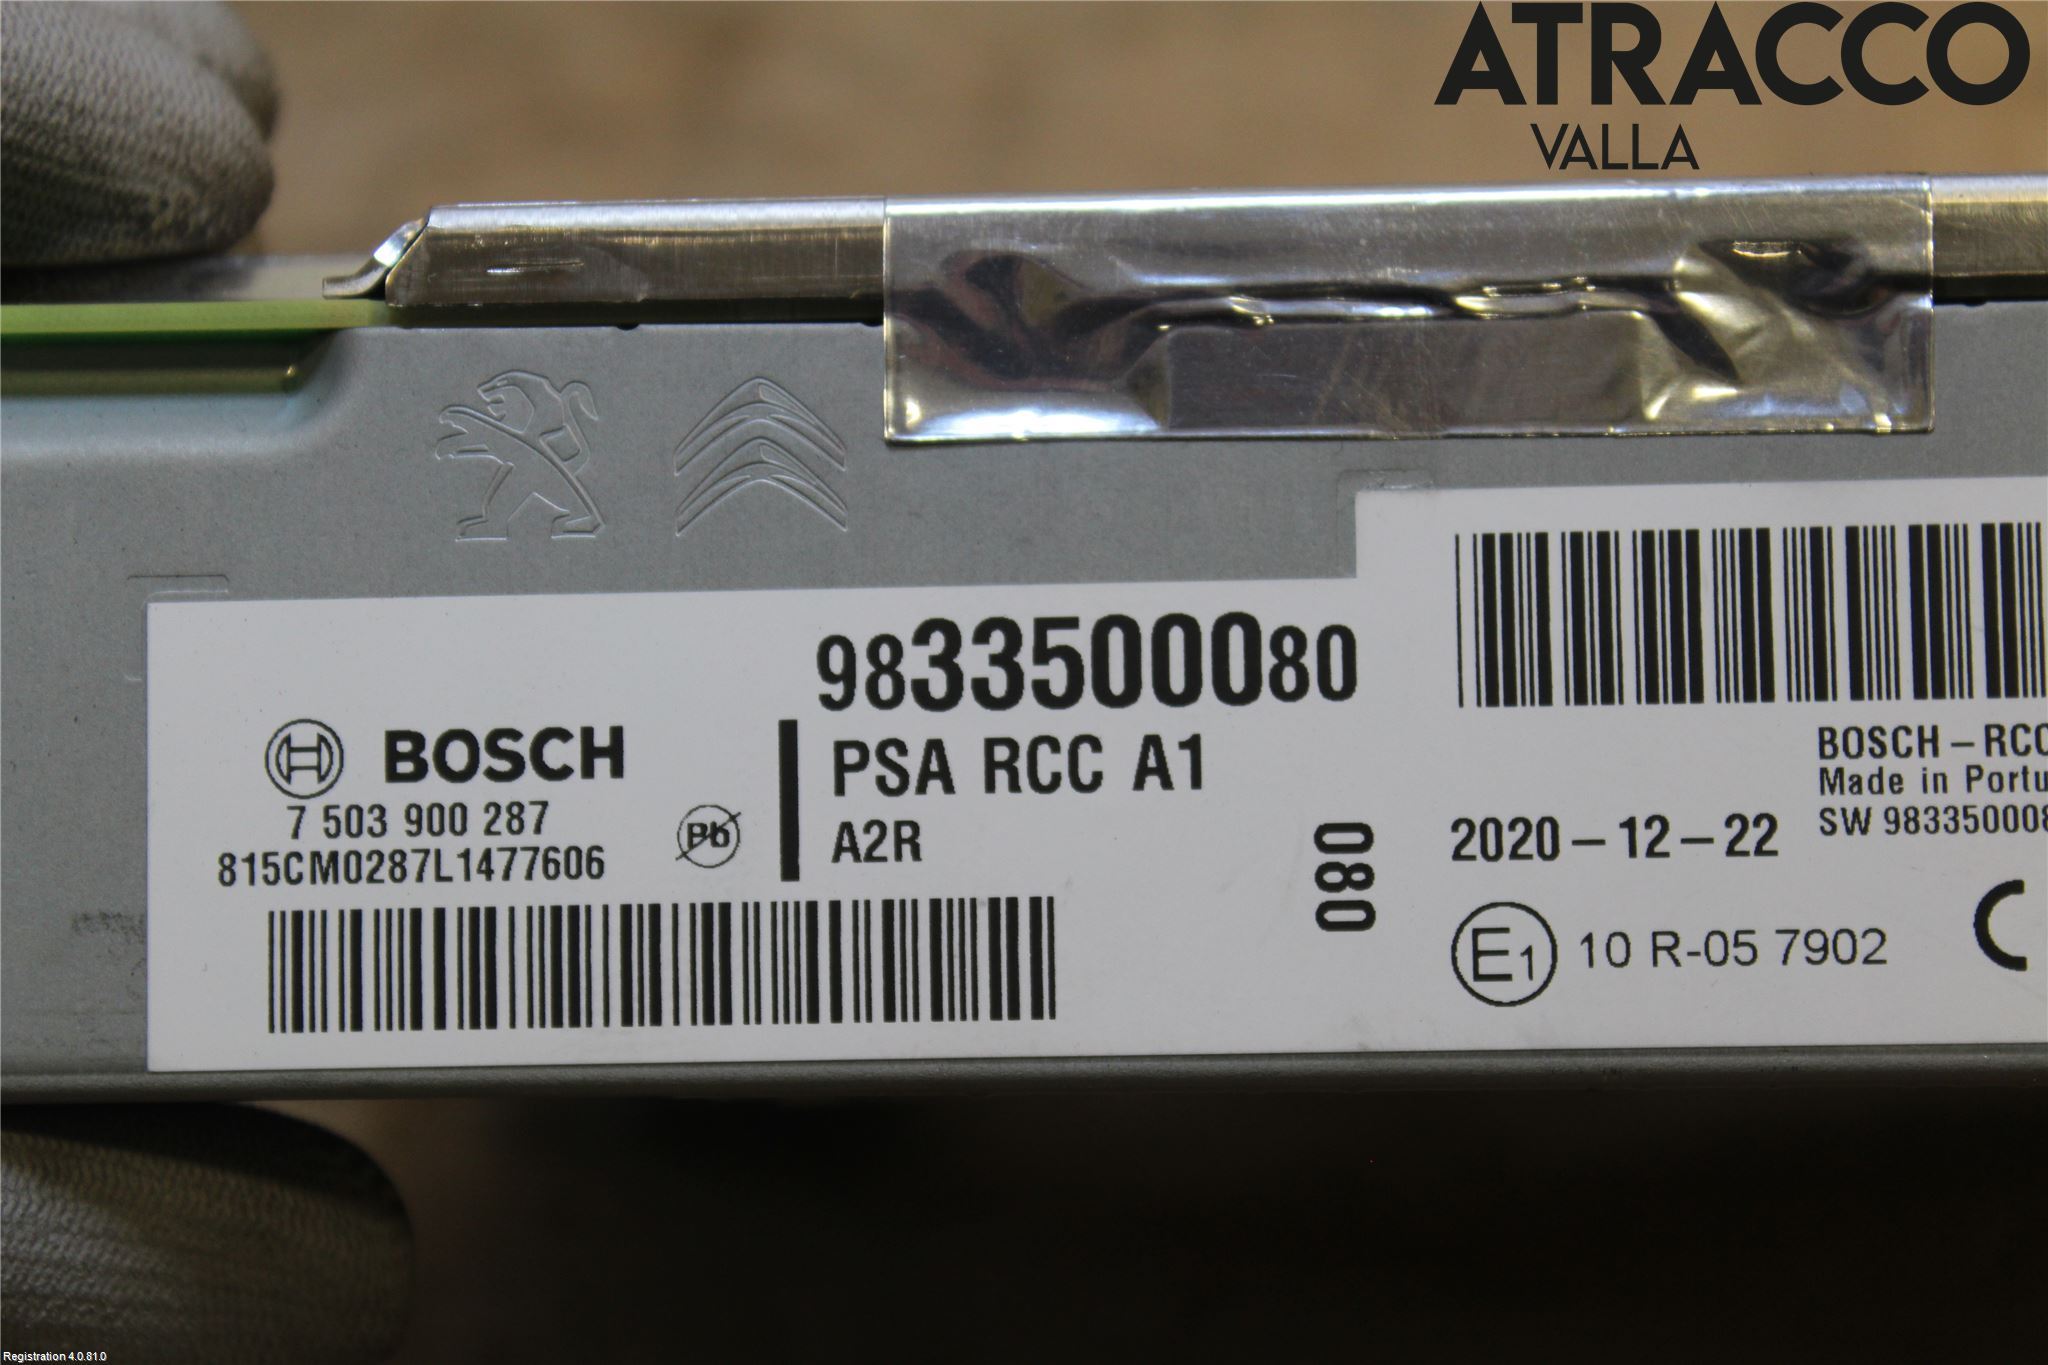 ATRACCO
VALLA
9833500080
BOSCH
7 503 900 287
815CM0287L1477606
Pb
PSA RCC A1
A2R
080
BOSCH – RCC
Made in Portu
SW 983350008
2020 – 12 – 22
E1 10 R-05 7902
Registration 4.0.81.0